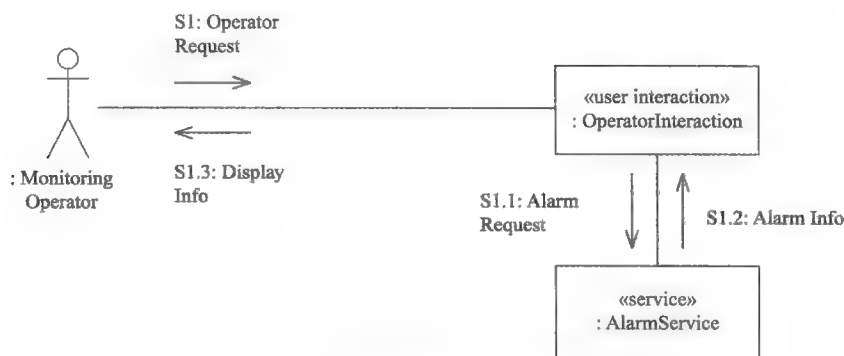 S1: Operator
Request
«user interaction»
: OperatorInteraction
S1.3: Display
Info
: Monitoring
Operator
S1.1: Alarm
Request
S1.2: Alarm Info
«service»
: AlarmService